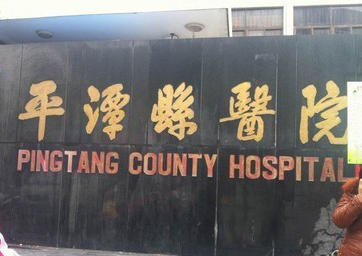 平潭縣醫院
PINGTANG COUNTY HOSPITAL